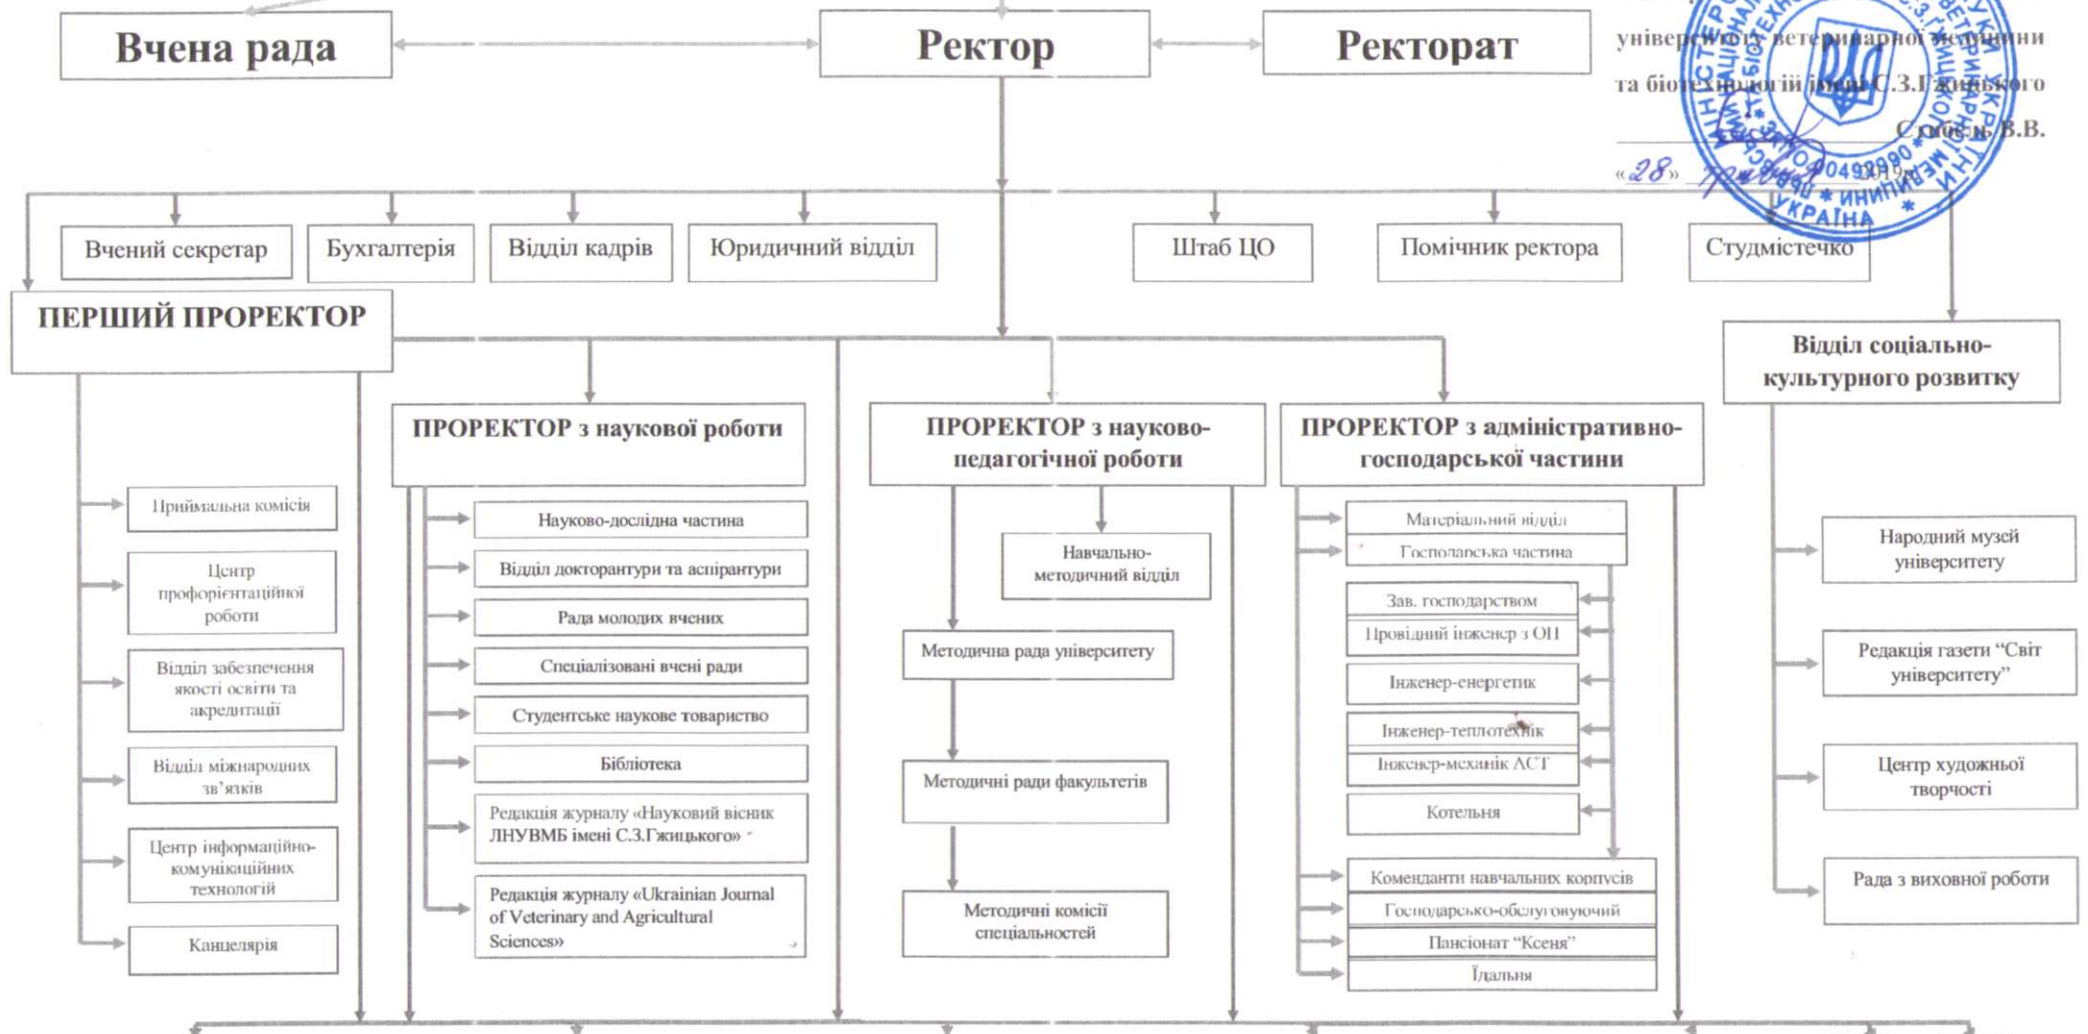 Вчена рада
Ректор
Ректорат
університету ветеринарної медицини
та біотехнологій імені С.З.Ґжицького
Стибель В.В.
«28»
Вчений секретар
Бухгалтерія
Відділ кадрів
Юридичний відділ
Штаб ЦО
Помічник ректора
Студмістечко
УКРАЇНА
ПЕРШИЙ ПРОРЕКТОР
Приймальна комісія
Центр
профорієнтаційної
роботи
Відділ забезпечення
якості освіти та
акредитації
Відділ міжнародних
зв’язків
Центр інформаційно-
комунікаційних
технологій
Канцелярія
ПРОРЕКТОР з наукової роботи
Науково-дослідна частина
Відділ докторантури та аспірантури
Рада молодих вчених
Спеціалізовані вчені ради
Студентське наукове товариство
Бібліотека
Редакція журналу «Науковий вісник
ЛНУВМБ імені С.З.Ґжицького»
Редакція журналу «Ukrainian Journal
of Veterinary and Agricultural
Sciences»
ПРОРЕКТОР з науково-
педагогічної роботи
Навчально-
методичний відділ
Методична рада університету
Методичні ради факультетів
Методичні комісії
спеціальностей
ПРОРЕКТОР з адміністративно-
господарської частини
Матеріальний відділ
Господарська частина
Зав. господарством
Провідний інженер з ОП
Інженер-енергетик
Інженер-теплотехнік
Інженер-механік АСТ
Котельня
Коменданти навчальних корпусів
Господарсько-обслуговуючий
Пансіонат “Ксеня”
Їдальня
Відділ соціально-
культурного розвитку
Народний музей
університету
Редакція газети “Світ
університету”
Центр художньої
творчості
Рада з виховної роботи